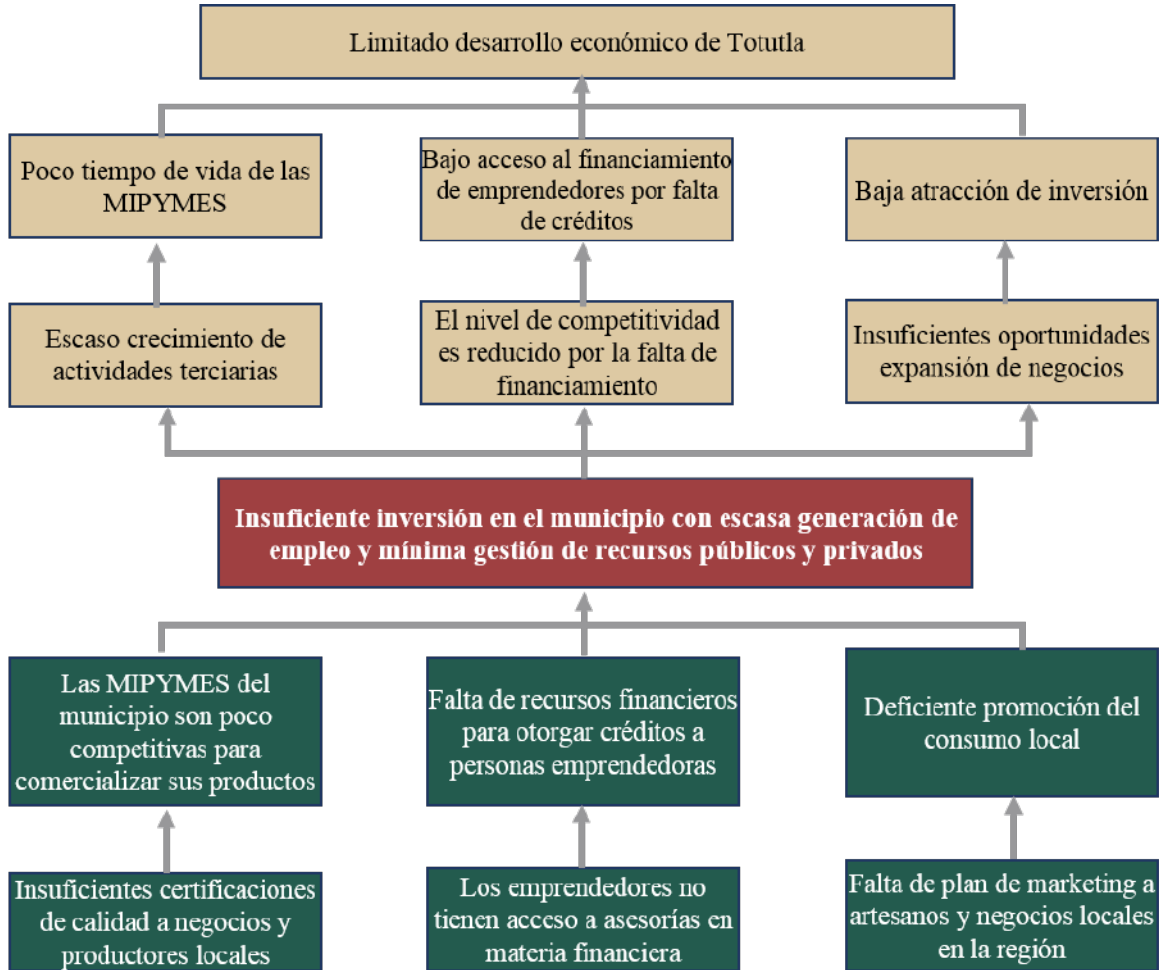 Limitado desarrollo económico de Totutla
Poco tiempo de vida de las
MIPYMES
Bajo acceso al financiamiento
de emprendedores por falta
de créditos
Baja atracción de inversión
Escaso crecimiento de
actividades terciarias
El nivel de competitividad
es reducido por la falta de
financiamiento
Insuficientes oportunidades
expansión de negocios
Insuficiente inversión en el municipio con escasa generación de
empleo y mínima gestión de recursos públicos y privados
Las MIPYMES del
municipio son poco
competitivas para
comercializar sus productos
Falta de recursos financieros
para otorgar créditos a
personas emprendedoras
Deficiente promoción del
consumo local
Insuficientes certificaciones
de calidad a negocios y
productores locales
Los emprendedores no
tienen acceso a asesorías en
materia financiera
Falta de plan de marketing a
artesanos y negocios locales
en la región